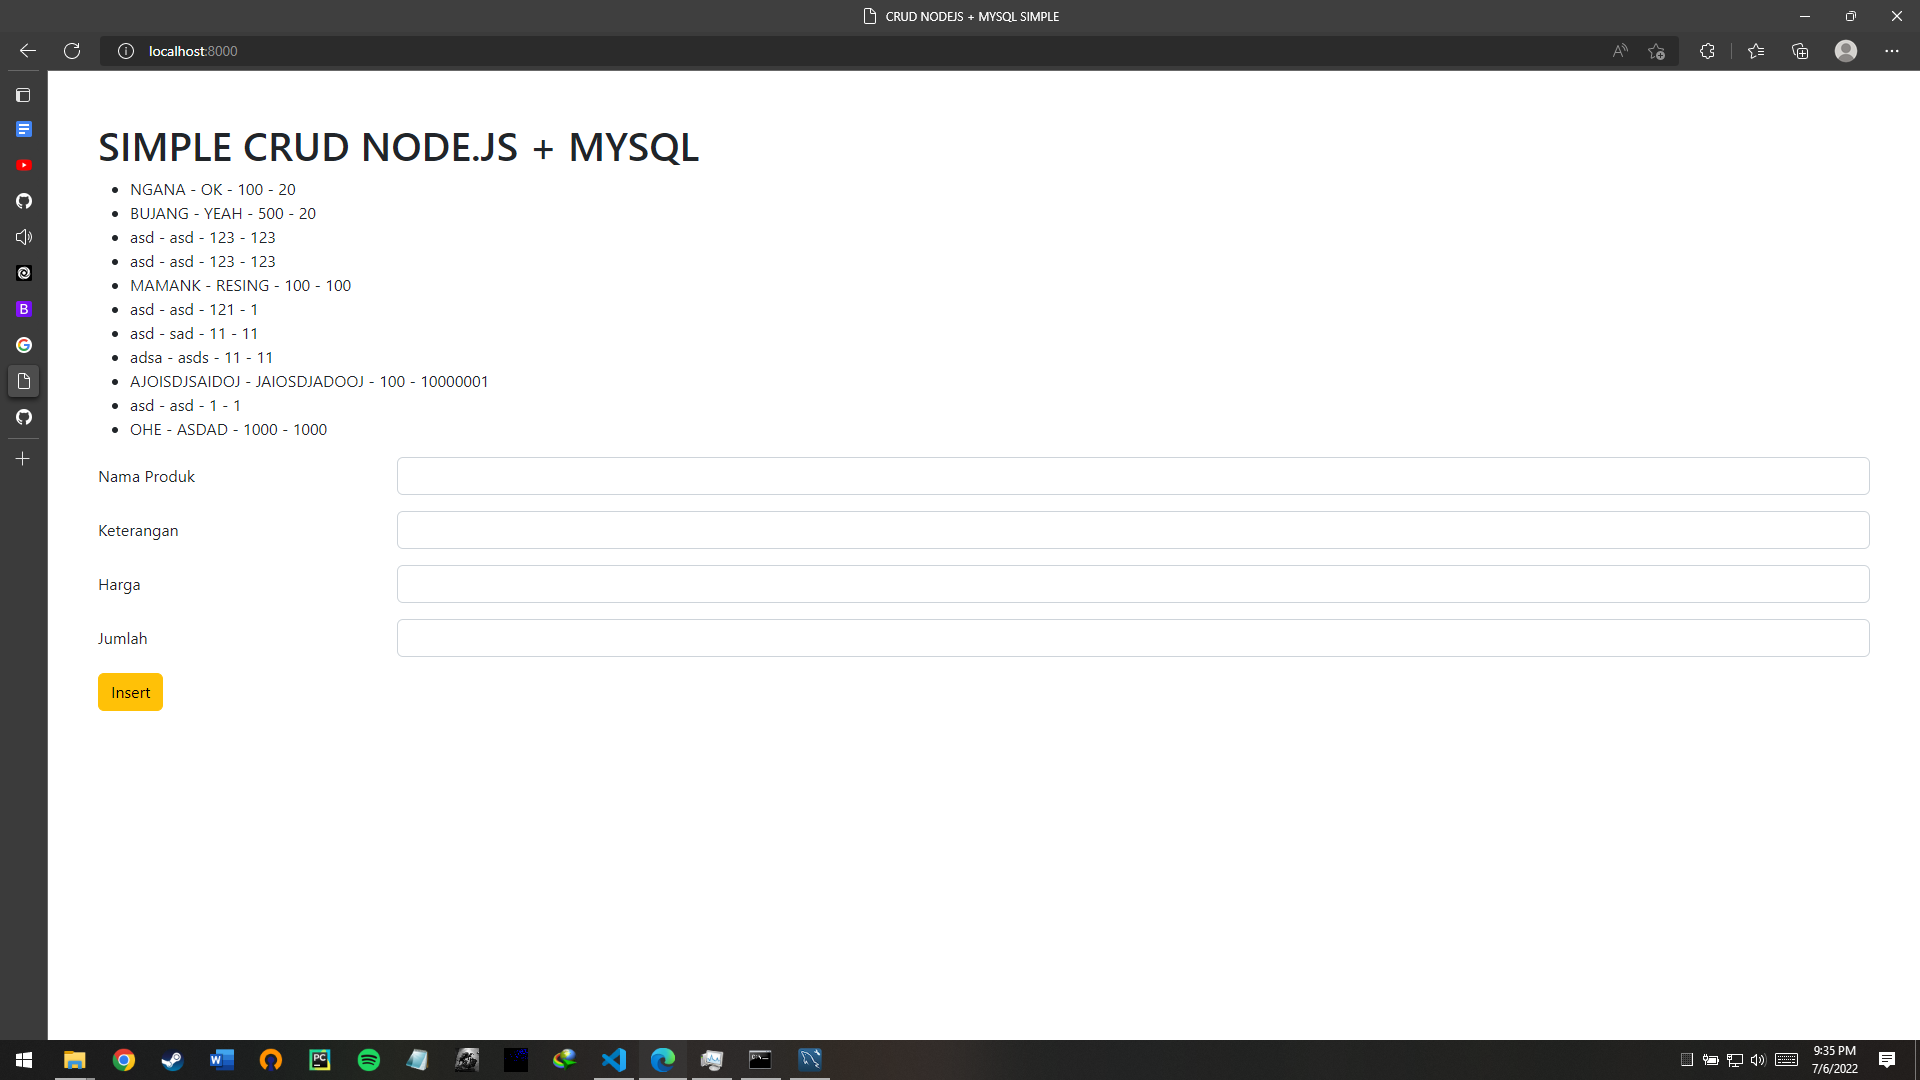 CRUD NODEJS + MYSQL SIMPLE
localhost:8000
SIMPLE CRUD NODE.JS + MYSQL
NGANA - OK - 100 - 20
BUJANG - YEAH - 500 - 20
asd - asd - 123 - 123
asd - asd - 123 - 123
MAMANK - RESING - 100 - 100
asd - asd - 121 - 1
asd - sad - 11 - 11
adsa - asds - 11 - 11
AJOISDJSAIDOJ - JAIOSDJADOOJ - 100 - 10000001
asd - asd - 1 - 1
OHE - ASDAD - 1000 - 1000
Nama Produk
Keterangan
Harga
Jumlah
Insert
9:35 PM
7/6/2022